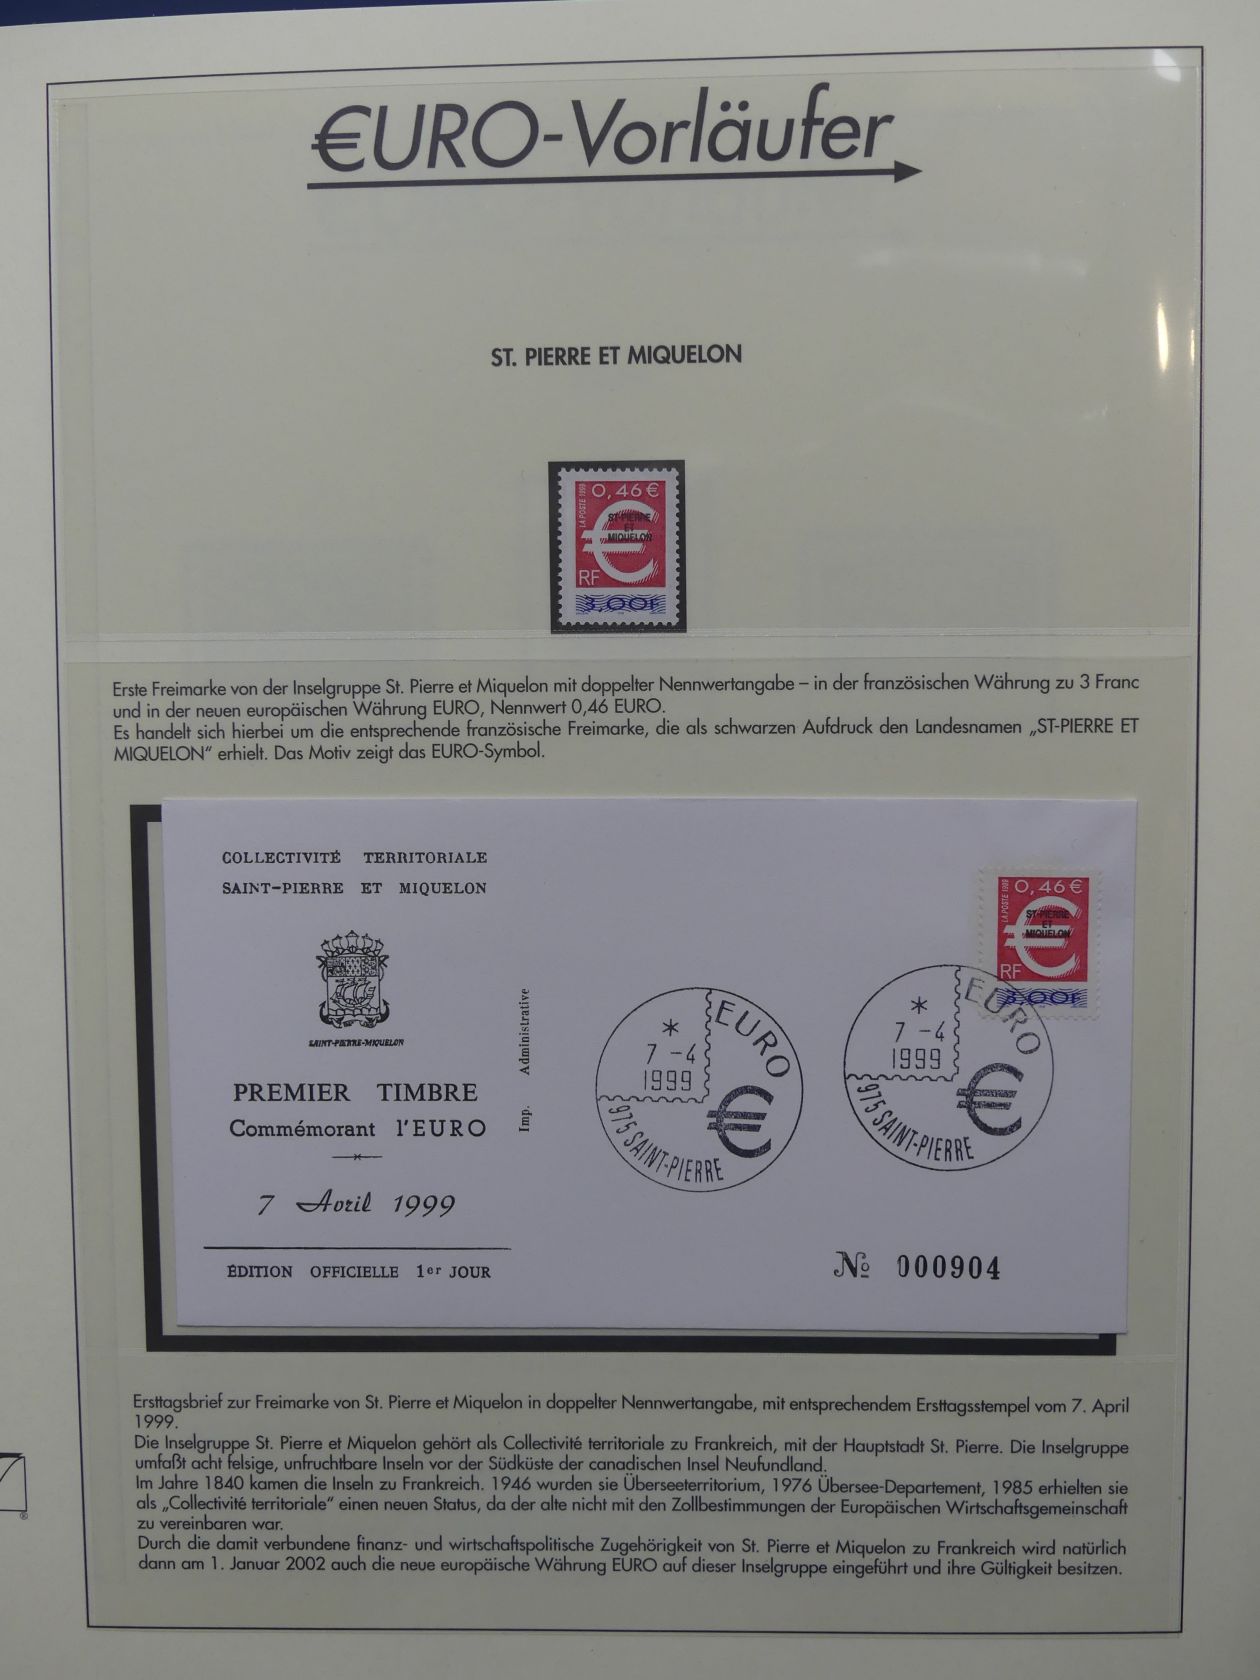 €URO-Vorläufer
ST. PIERRE ET MIQUELON
0,46 €
LA POSTE 1999
ST-PIERRE
ET
MIQUELON
RF
3,00F
Erste Freimarke von der Inselgruppe St. Pierre et Miquelon mit doppelter Nennwertangabe – in der französischen Währung zu 3 Franc
und in der neuen europäischen Währung EURO, Nennwert 0,46 EURO.
Es handelt sich hierbei um die entsprechende französische Freimarke, die als schwarzen Aufdruck den Landesnamen „ST-PIERRE ET
MIQUELON“ erhielt. Das Motiv zeigt das EURO-Symbol.
COLLECTIVITÉ TERRITORIALE
SAINT-PIERRE ET MIQUELON
SAINT-PIERRE-MIQUELON
PREMIER TIMBRE
Commémorant l'EURO
7 Avril 1999
ÉDITION OFFICIELLE 1er JOUR
Imp. Administrative
* EURO
7 -4
1999
€
975 SAINT-PIERRE
0,46 €
LA POSTE 1999
ST-PIERRE
ET
MIQUELON
RF
3,00F
* EURO
7 -4
1999
€
975 SAINT-PIERRE
№ 000904
Ersttagsbrief zur Freimarke von St. Pierre et Miquelon in doppelter Nennwertangabe, mit entsprechendem Ersttagsstempel vom 7. April
1999.
Die Inselgruppe St. Pierre et Miquelon gehört als Collectivité territoriale zu Frankreich, mit der Hauptstadt St. Pierre. Die Inselgruppe
umfaßt acht felsige, unfruchtbare Inseln vor der Südküste der canadischen Insel Neufundland.
Im Jahre 1840 kamen die Inseln zu Frankreich. 1946 wurden sie Überseeterritorium, 1976 Übersee-Departement, 1985 erhielten sie
als „Collectivité territoriale“ einen neuen Status, da der alte nicht mit den Zollbestimmungen der Europäischen Wirtschaftsgemeinschaft
zu vereinbaren war.
Durch die damit verbundene finanz- und wirtschaftspolitische Zugehörigkeit von St. Pierre et Miquelon zu Frankreich wird natürlich
dann am 1. Januar 2002 auch die neue europäische Währung EURO auf dieser Inselgruppe eingeführt und ihre Gültigkeit besitzen.